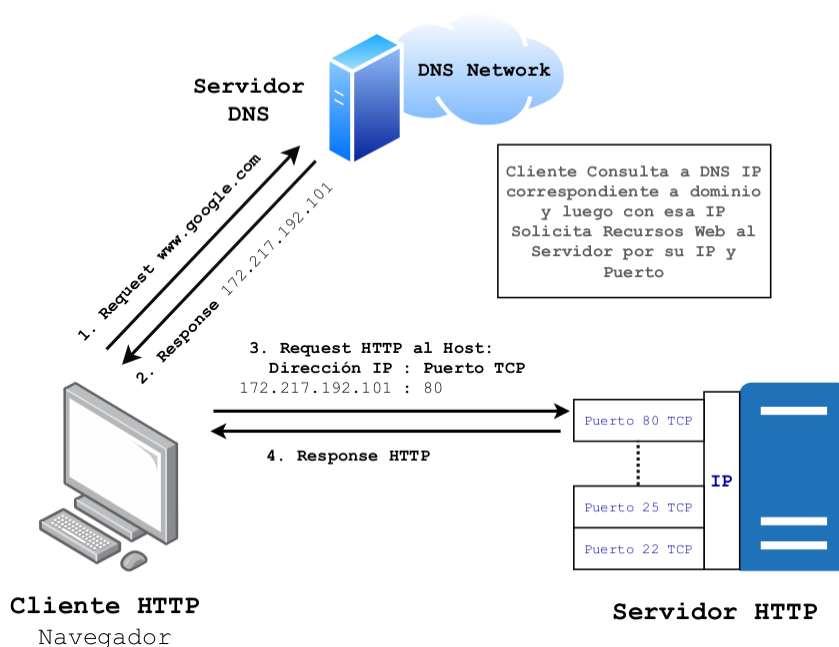 DNS Network
Servidor
DNS
1. Request www.google.com
2. Response 172.217.192.101
Cliente Consulta a DNS IP
correspondiente a dominio
y luego con esa IP
Solicita Recursos Web al
Servidor por su IP y
Puerto
3. Request HTTP al Host:
Dirección IP : Puerto TCP
172.217.192.101 : 80
4. Response HTTP
Puerto 80 TCP
IP
Puerto 25 TCP
Puerto 22 TCP
Cliente HTTP
Navegador
Servidor HTTP